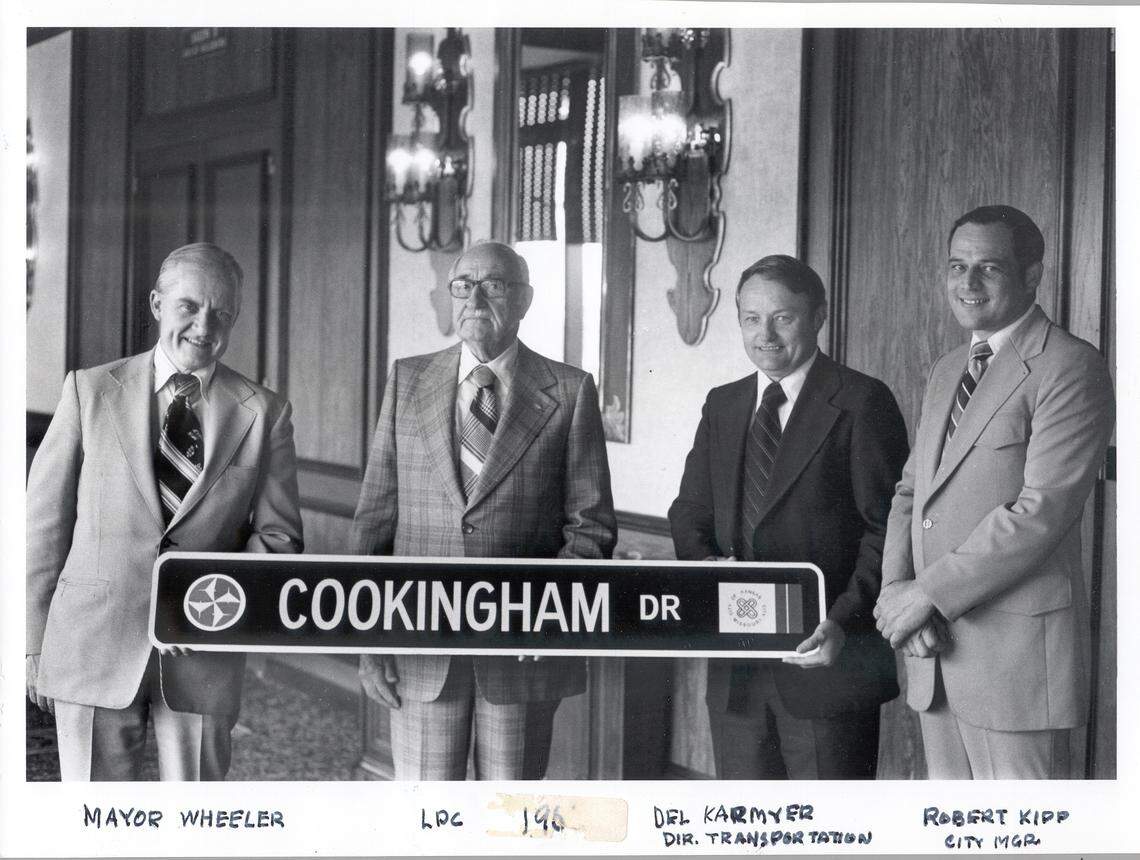 COOKINGHAM DR
MAYOR WHEELER
LPC
196
DEL KARMYER
DIR. TRANSPORTATION
ROBERT KIPP
CITY MGR.